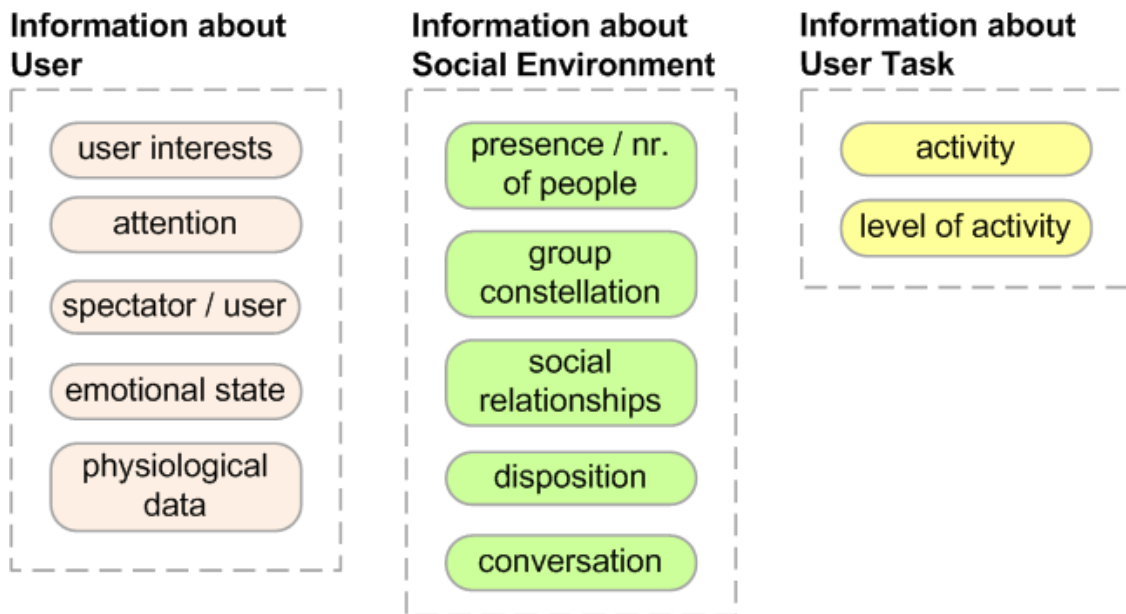 Information about
User
user interests
attention
spectator / user
emotional state
physiological
data
Information about
Social Environment
presence / nr.
of people
group
constellation
social
relationships
disposition
conversation
Information about
User Task
activity
level of activity